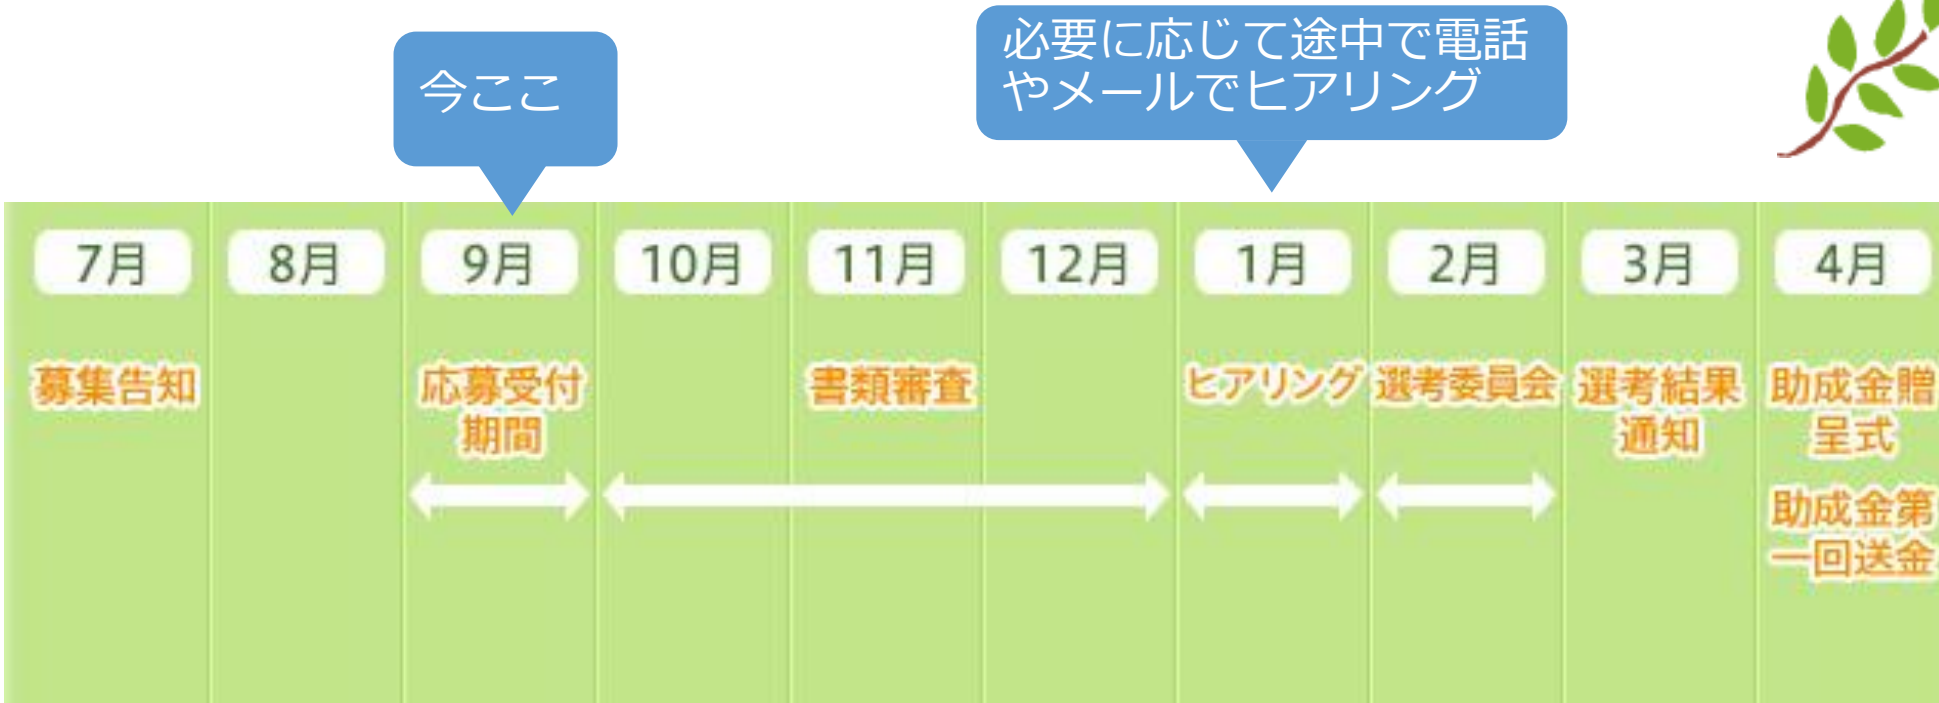 今ここ
必要に応じて途中で電話
やメールでヒアリング
7月
8月
9月
10月
11月
12月
1月
2月
3月
4月
募集告知
応募受付
期間
書類審査
ヒアリング
選考委員会
選考結果
通知
助成金贈
呈式
助成金第
一回送金